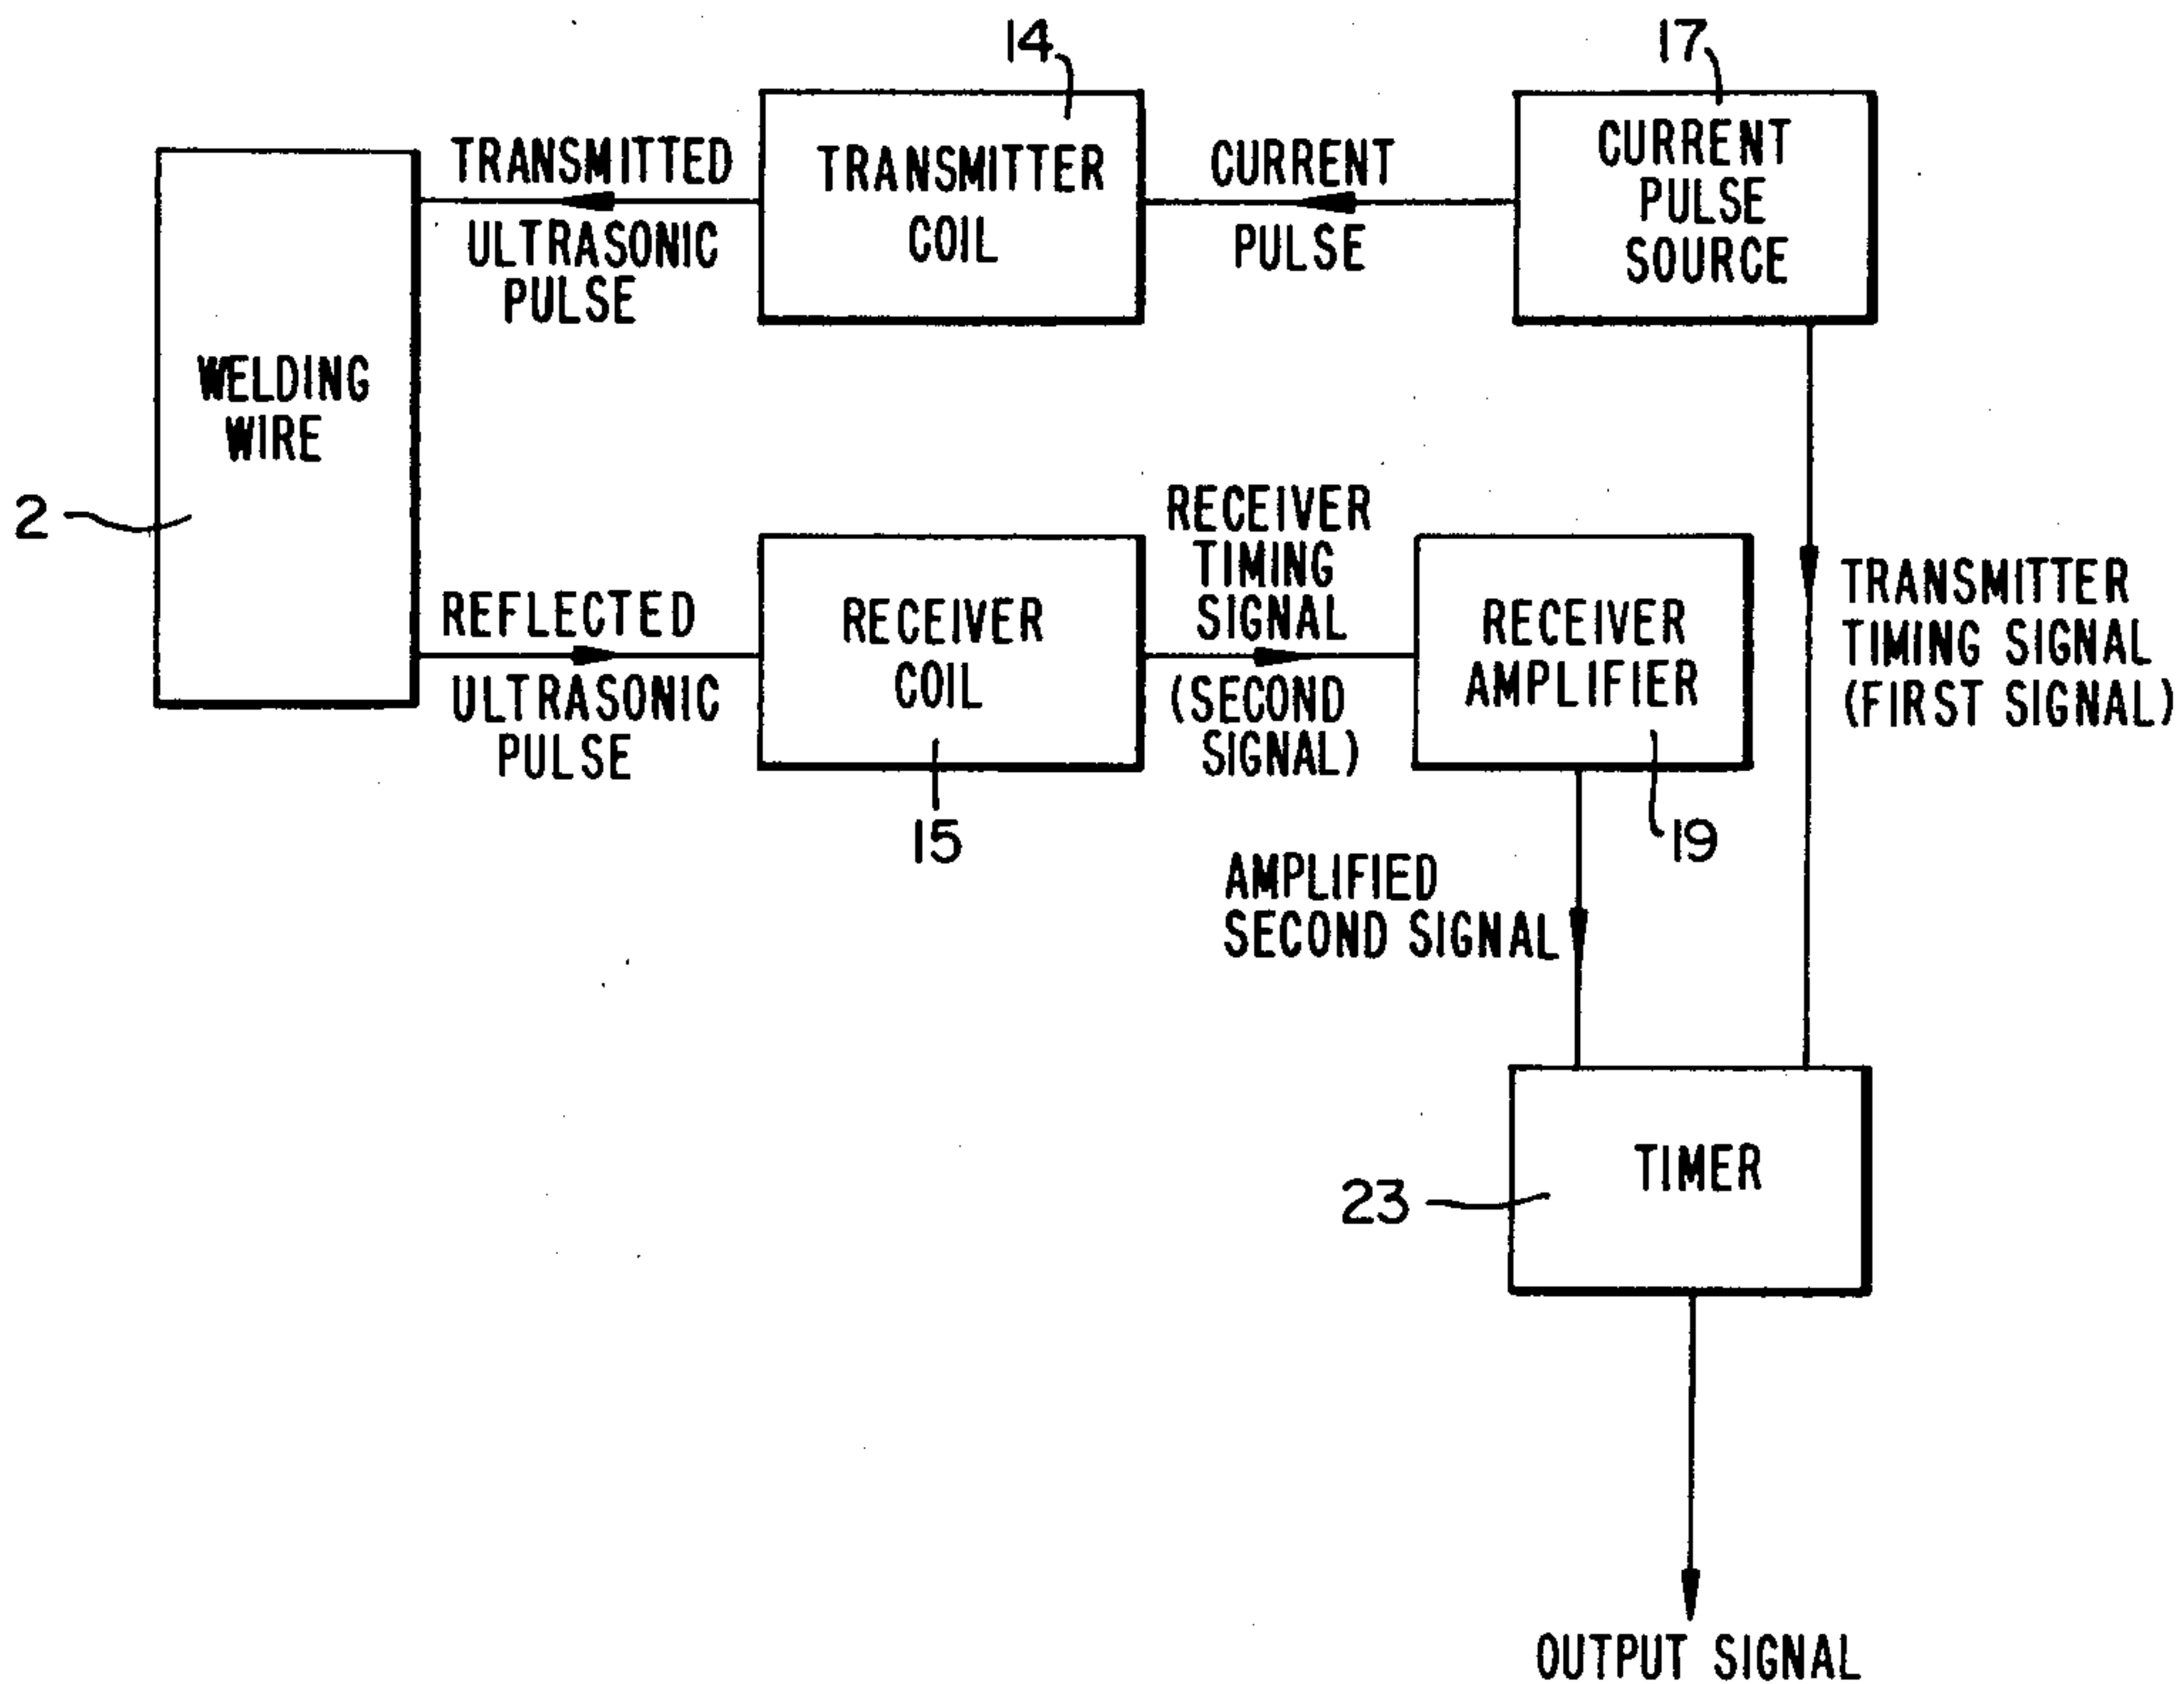 14
17
TRANSMITTED
ULTRASONIC
PULSE
TRANSMITTER
COIL
CURRENT
PULSE
CURRENT
PULSE
SOURCE
WELDING
WIRE
2
REFLECTED
ULTRASONIC
PULSE
RECEIVER
COIL
15
RECEIVER
TIMING
SIGNAL
(SECOND
SIGNAL)
RECEIVER
AMPLIFIER
19
TRANSMITTER
TIMING SIGNAL
(FIRST SIGNAL)
AMPLIFIED
SECOND SIGNAL
TIMER
23
OUTPUT SIGNAL